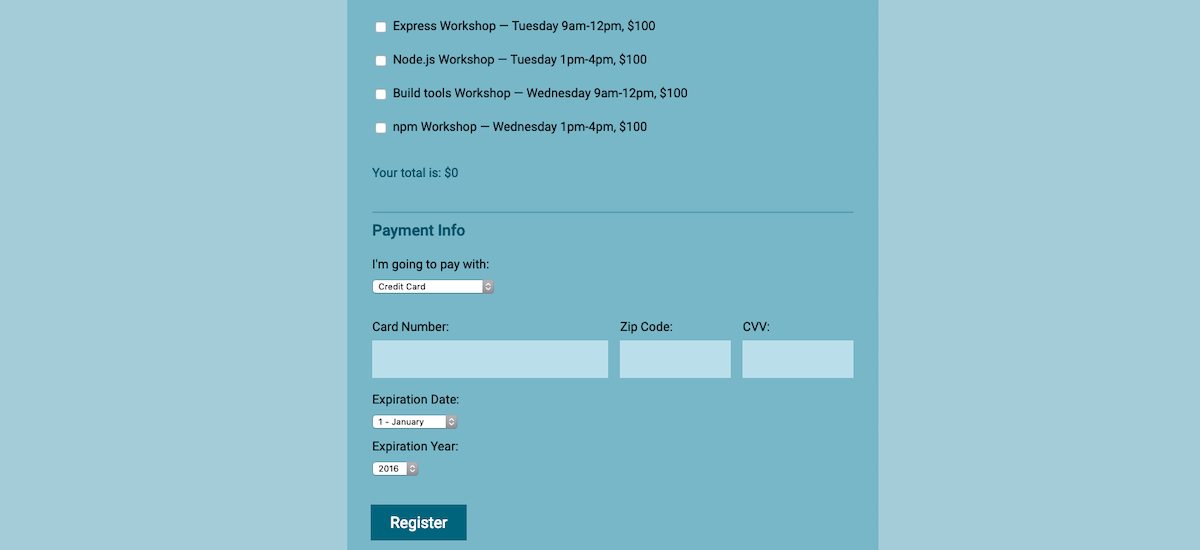 Express Workshop — Tuesday 9am-12pm, $100
Node.js Workshop — Tuesday 1pm-4pm, $100
Build tools Workshop — Wednesday 9am-12pm, $100
npm Workshop — Wednesday 1pm-4pm, $100
Your total is: $0
Payment Info
I'm going to pay with:
Credit Card
Card Number: Zip Code: CVV:
Expiration Date:
1 - January
Expiration Year:
2016
Register